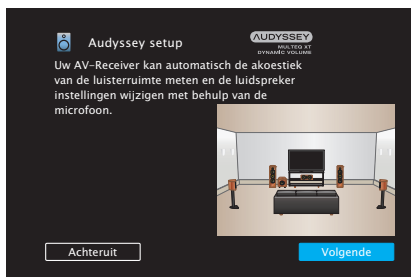 Audyssey setup
AUDYSSEY
MULTEQ XT
DYNAMIC VOLUME
Uw AV-Receiver kan automatisch de akoestiek
van de luisterruimte meten en de luidspreker
instellingen wijzigen met behulp van de
microfoon.
Achteruit
Volgende